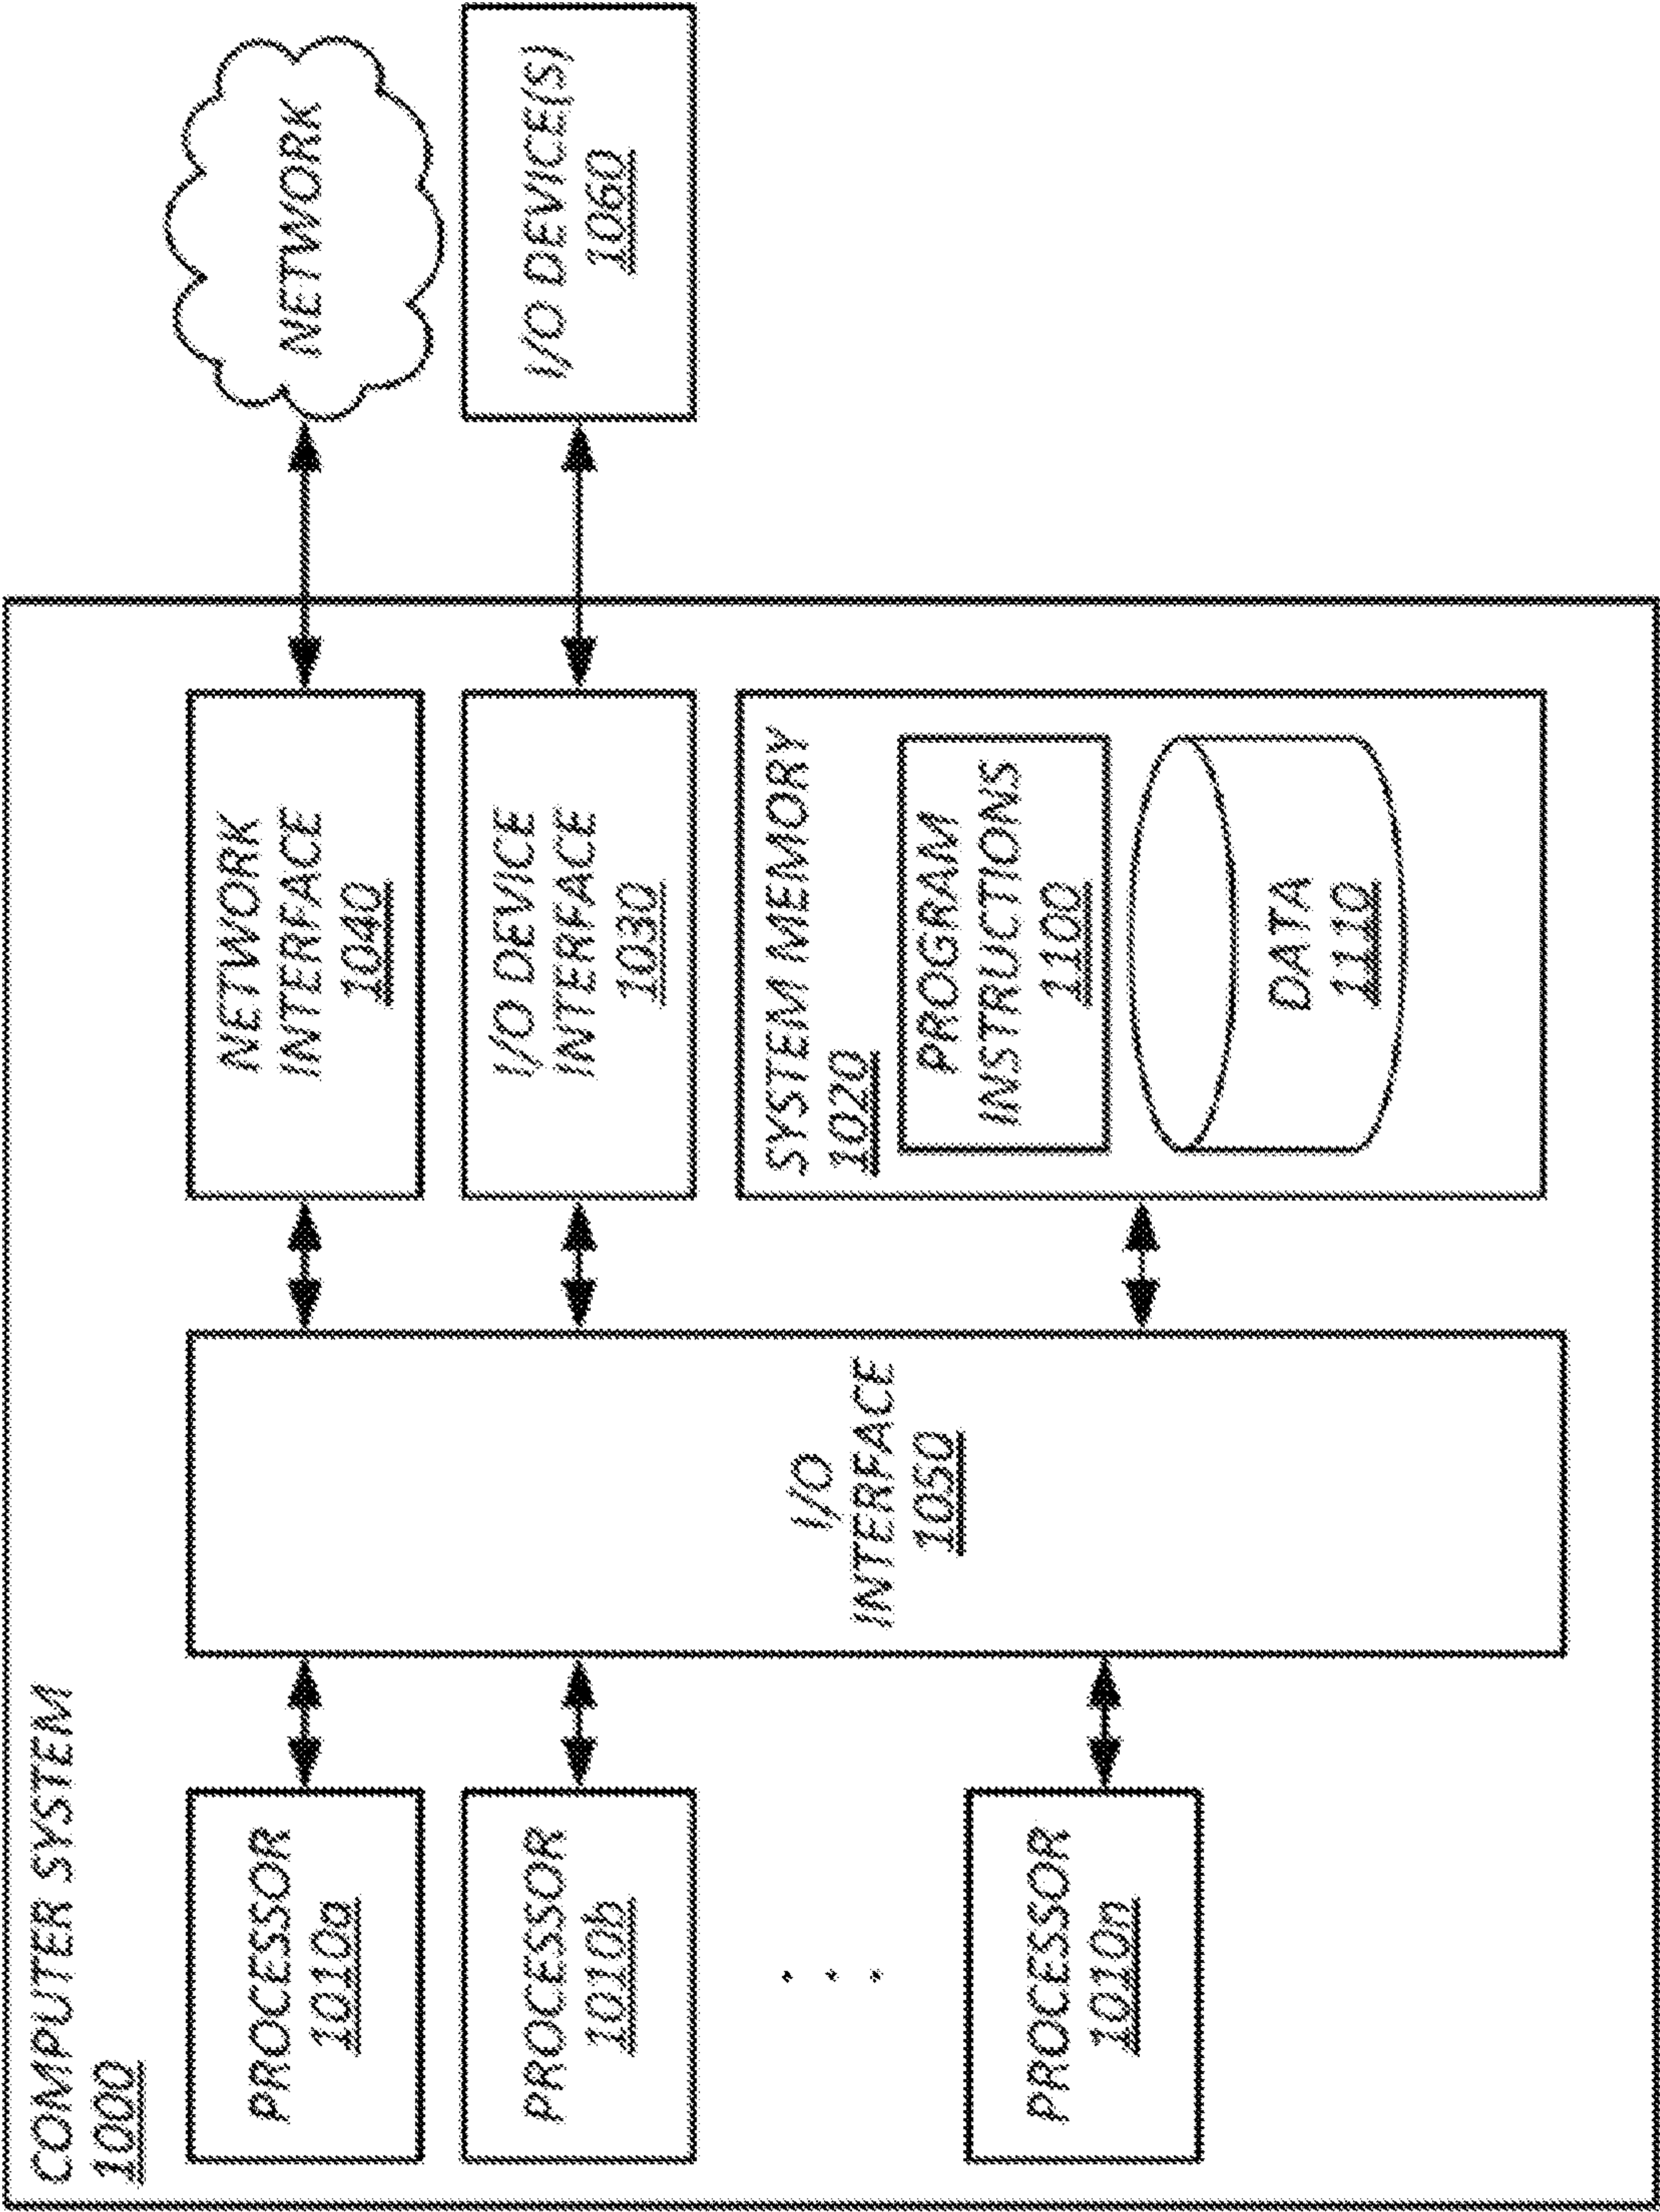 COMPUTER SYSTEM
1000
PROCESSOR
1010a
PROCESSOR
1010b
. . .
PROCESSOR
1010n
I/O
INTERFACE
1050
NETWORK
INTERFACE
1040
I/O DEVICE
INTERFACE
1030
SYSTEM MEMORY
1020
PROGRAM
INSTRUCTIONS
1100
DATA
1110
NETWORK
I/O DEVICE(S)
1060